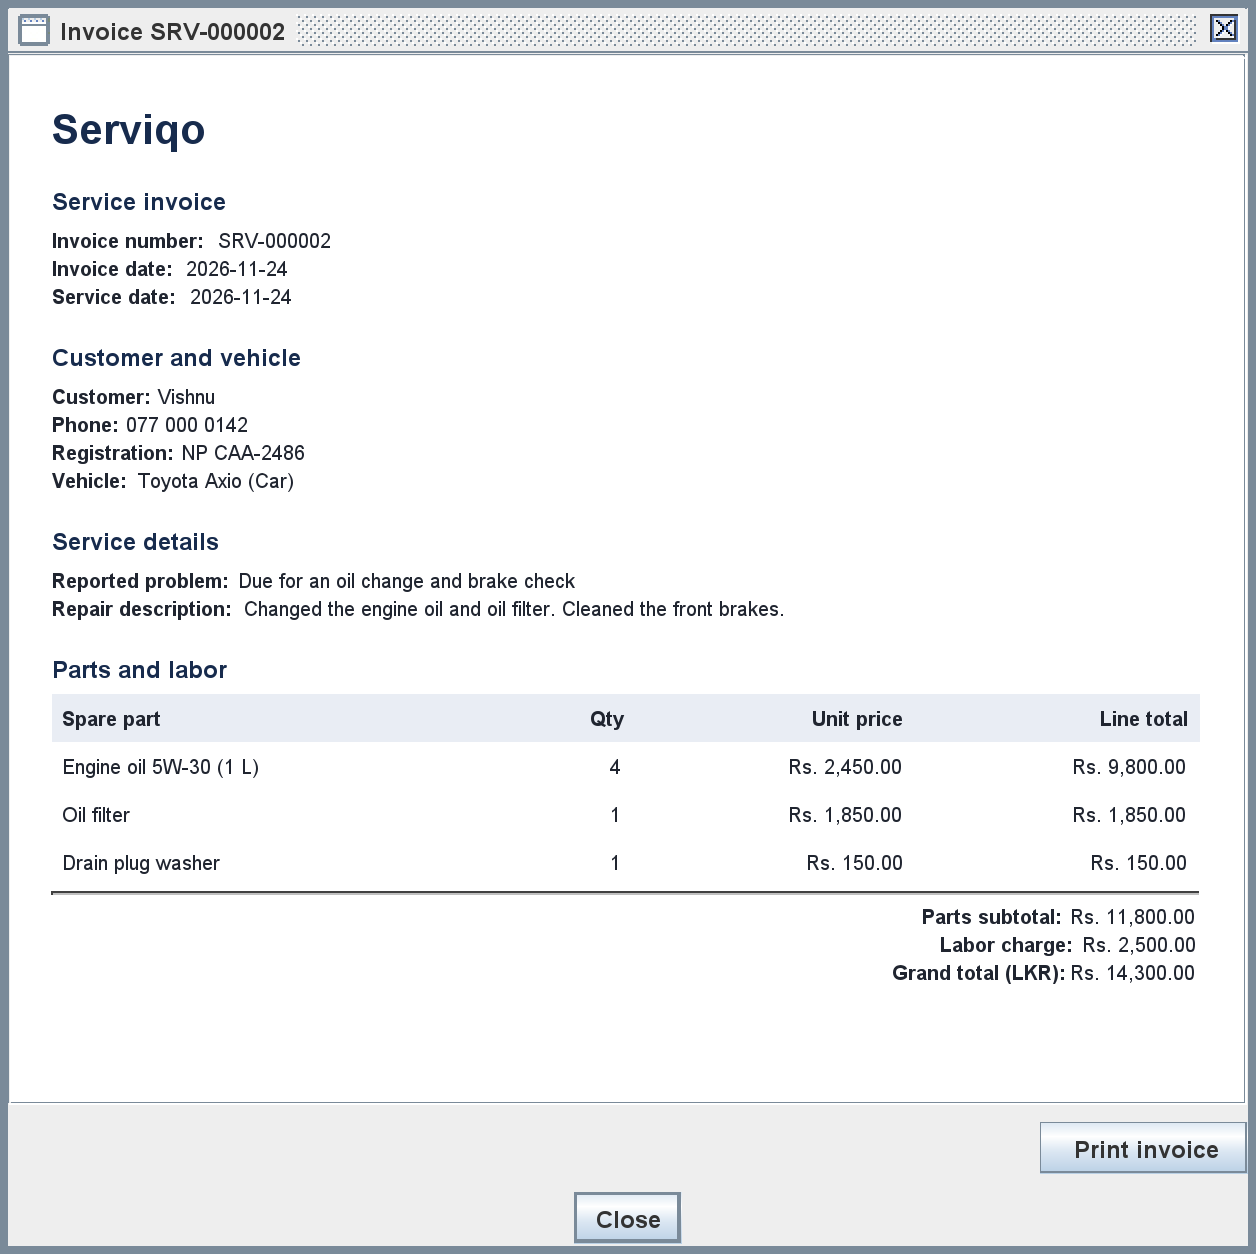 Invoice SRV-000002
Serviqo
Service invoice
Invoice number: SRV-000002
Invoice date: 2026-11-24
Service date: 2026-11-24
Customer and vehicle
Customer: Vishnu
Phone: 077 000 0142
Registration: NP CAA-2486
Vehicle: Toyota Axio (Car)
Service details
Reported problem: Due for an oil change and brake check
Repair description: Changed the engine oil and oil filter. Cleaned the front brakes.
Parts and labor
Spare part Qty Unit price Line total
Engine oil 5W-30 (1 L) 4 Rs. 2,450.00 Rs. 9,800.00
Oil filter 1 Rs. 1,850.00 Rs. 1,850.00
Drain plug washer 1 Rs. 150.00 Rs. 150.00
Parts subtotal: Rs. 11,800.00
Labor charge: Rs. 2,500.00
Grand total (LKR): Rs. 14,300.00
Print invoice
Close